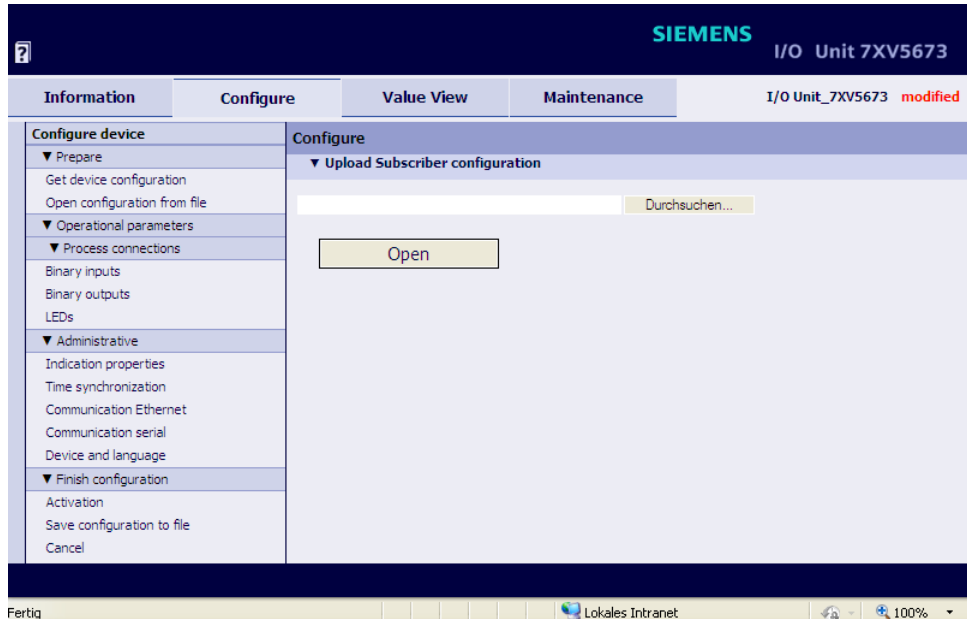 SIEMENS
?
I/O Unit 7XV5673
Information
Configure
Value View
Maintenance
I/O Unit_7XV5673 modified
Configure device
▼ Prepare
Get device configuration
Open configuration from file
▼ Operational parameters
▼ Process connections
Binary inputs
Binary outputs
LEDs
▼ Administrative
Indication properties
Time synchronization
Communication Ethernet
Communication serial
Device and language
▼ Finish configuration
Activation
Save configuration to file
Cancel
Configure
▼ Upload Subscriber configuration
Durchsuchen...
Open
Fertig
Lokales Intranet
100%